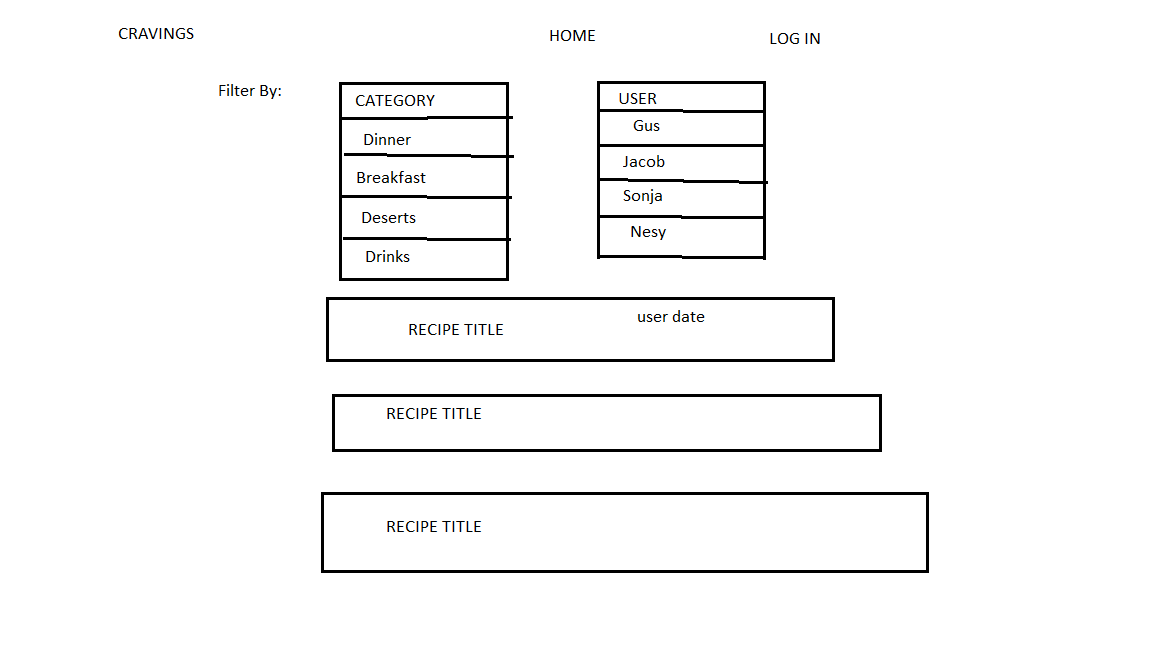 CRAVINGS HOME LOG IN
Filter By:
CATEGORY
Dinner
Breakfast
Deserts
Drinks
USER
Gus
Jacob
Sonja
Nesy
RECIPE TITLE user date
RECIPE TITLE
RECIPE TITLE